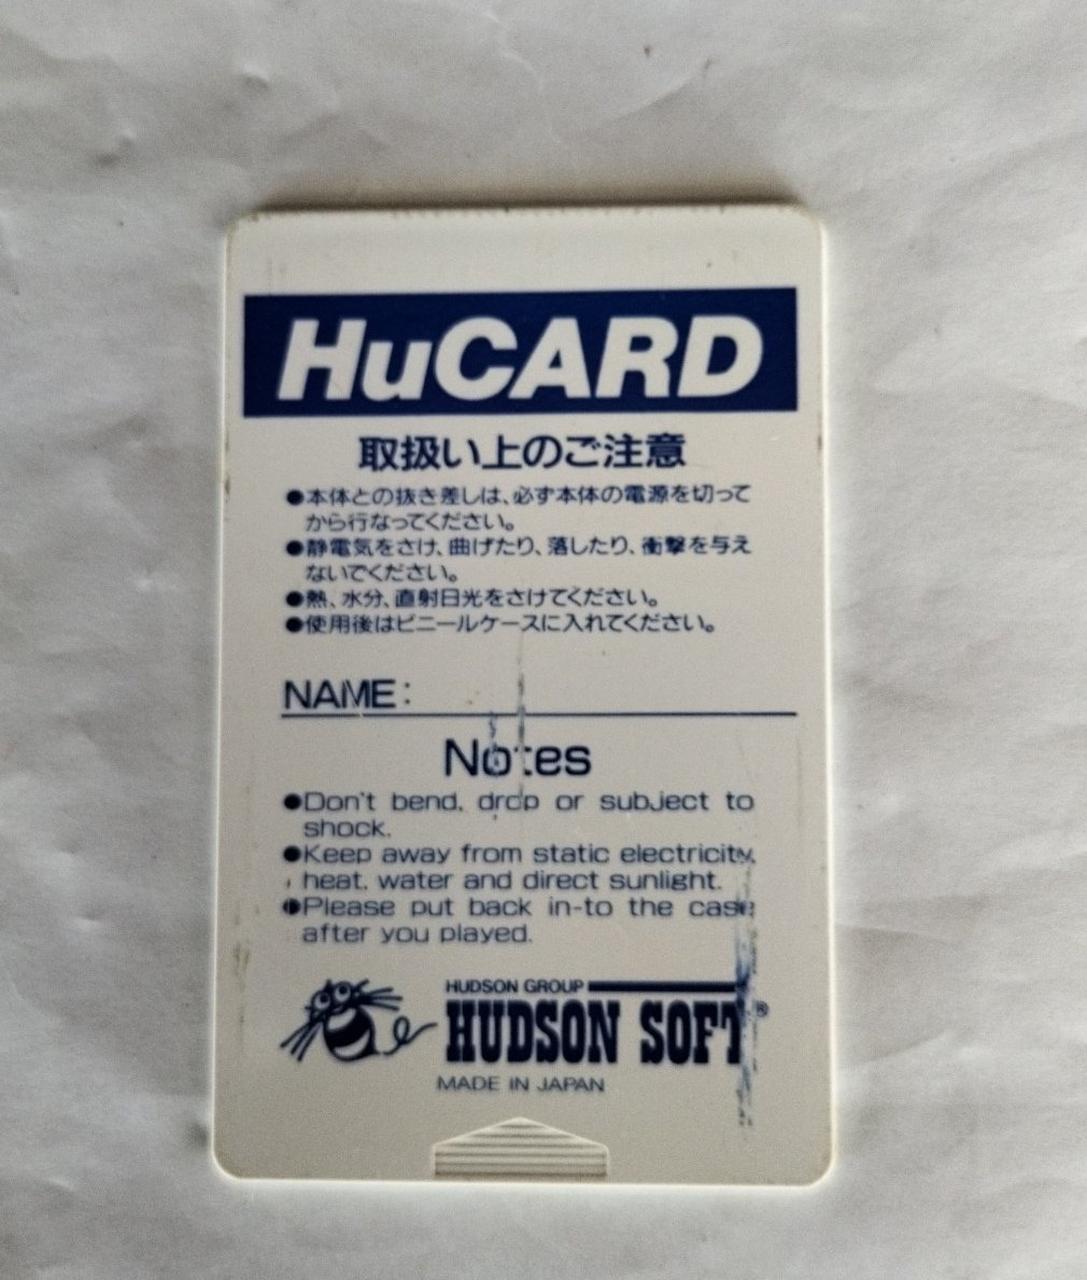 HuCARD
取扱い上のご注意
●本体との抜き差しは、必ず本体の電源を切って
から行なってください。
●静電気をさけ、曲げたり、落したり、衝撃を与え
ないでください。
●熱、水分、直射日光をさけてください。
●使用後はビニールケースに入れてください。
NAME:
Notes
●Don't bend, drop or subject to
shock.
●Keep away from static electricity,
heat, water and direct sunlight.
●Please put back in-to the case
after you played.
HUDSON GROUP
HUDSON SOFT®
MADE IN JAPAN